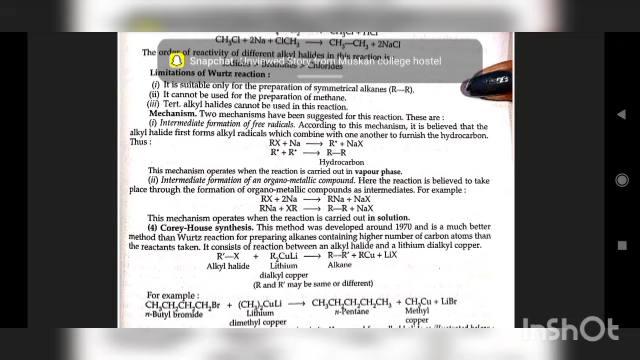 CH₃Cl + HCl
CH₃Cl + 2Na + ClCH₃ ⟶ CH₃—CH₃ + 2NaCl
The order of reactivity of different alkyl halides in this reaction is
> Bromides > Chlorides
Snapchat · Unviewed Story from Muskan college hostel
Limitations of Wurtz reaction :
(i) It is suitable only for the preparation of symmetrical alkanes (R—R).
(ii) It cannot be used for the preparation of methane.
(iii) Tert. alkyl halides cannot be used in this reaction.
Mechanism. Two mechanisms have been suggested for this reaction. These are :
(i) Intermediate formation of free radicals. According to this mechanism, it is believed that the
alkyl halide first forms alkyl radicals which combine with one another to furnish the hydrocarbon.
Thus :
RX + Na ⟶ R• + NaX
R• + R• ⟶ R—R
Hydrocarbon
This mechanism operates when the reaction is carried out in vapour phase.
(ii) Intermediate formation of an organo-metallic compound. Here the reaction is believed to take
place through the formation of organo-metallic compounds as intermediates. For example :
RX + 2Na ⟶ RNa + NaX
RNa + XR ⟶ R—R + NaX
This mechanism operates when the reaction is carried out in solution.
(4) Corey-House synthesis. This method was developed around 1970 and is a much better
method than Wurtz reaction for preparing alkanes containing higher number of carbon atoms than
the reactants taken. It consists of reaction between an alkyl halide and a lithium dialkyl copper.
R'—X + R₂CuLi ⟶ R—R' + RCu + LiX
Alkyl halide Lithium Alkane
dialkyl copper
(R and R' may be same or different)
For example :
CH₃CH₂CH₂CH₂Br + (CH₃)₂CuLi ⟶ CH₃CH₂CH₂CH₂CH₃ + CH₃Cu + LiBr
n-Butyl bromide Lithium n-Pentane Methyl
dimethyl copper copper
InShOt